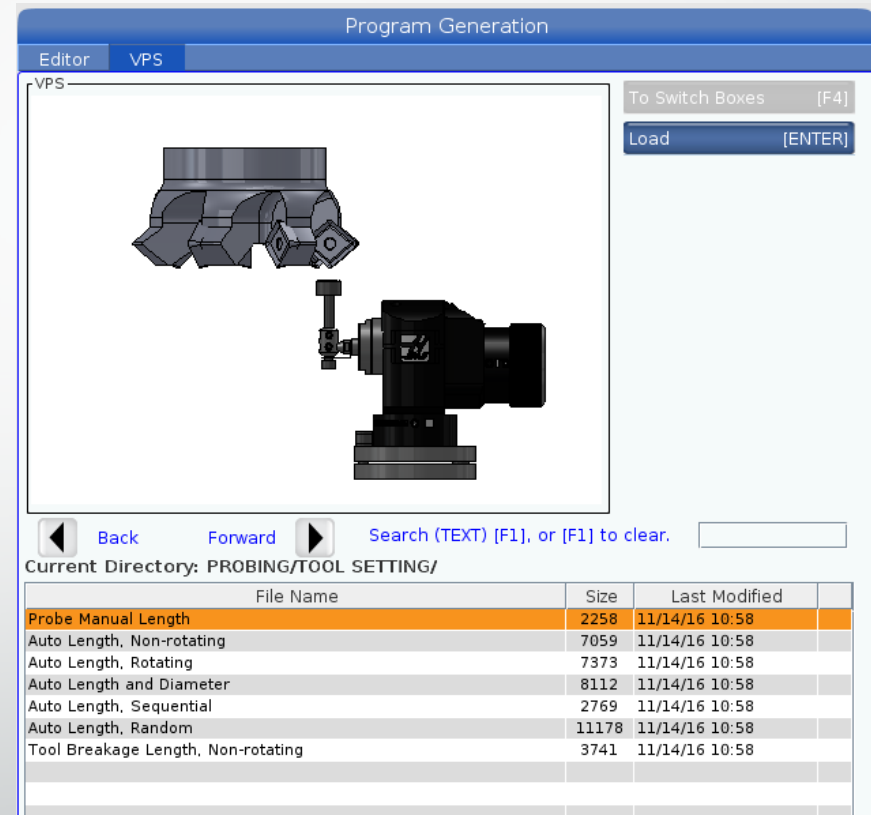 Program Generation
Editor VPS
VPS
To Switch Boxes [F4]
Load [ENTER]
Back Forward Search (TEXT) [F1], or [F1] to clear.
Current Directory: PROBING/TOOL SETTING/
File Name Size Last Modified
Probe Manual Length 2258 11/14/16 10:58
Auto Length, Non-rotating 7059 11/14/16 10:58
Auto Length, Rotating 7373 11/14/16 10:58
Auto Length and Diameter 8112 11/14/16 10:58
Auto Length, Sequential 2769 11/14/16 10:58
Auto Length, Random 11178 11/14/16 10:58
Tool Breakage Length, Non-rotating 3741 11/14/16 10:58